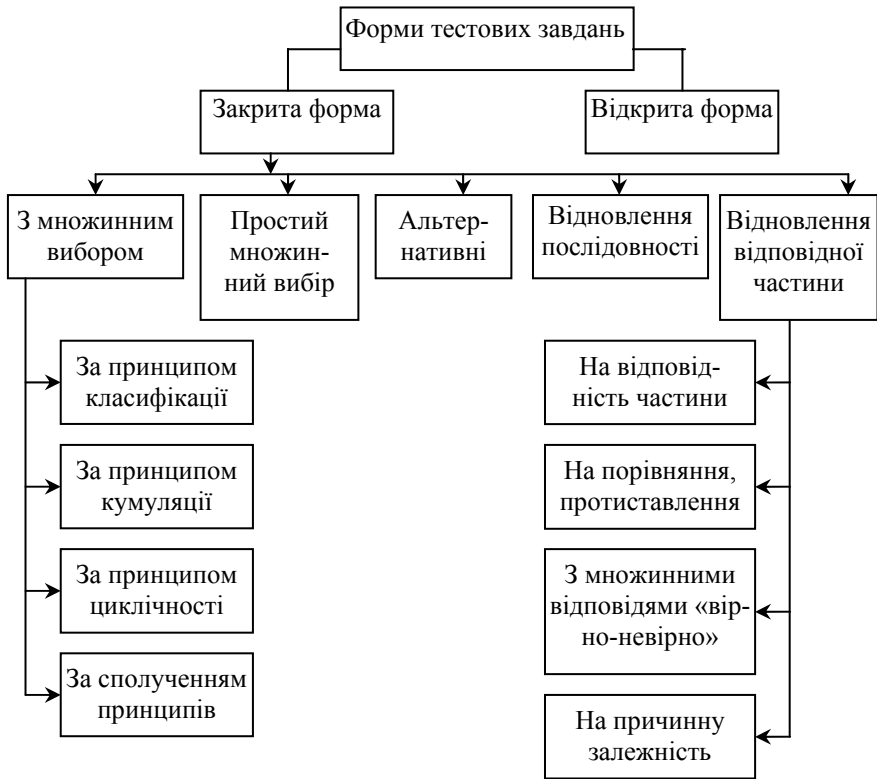 Форми тестових завдань
Закрита форма
Відкрита форма
З множинним
вибором
Простий
множин-
ний вибір
Альтер-
нативні
Відновлення
послідовності
Відновлення
відповідної
частини
За принципом
класифікації
За принципом
кумуляції
За принципом
циклічності
За сполученням
принципів
На відповід-
ність частини
На порівняння,
протиставлення
З множинними
відповідями «вір-
но-невірно»
На причинну
залежність